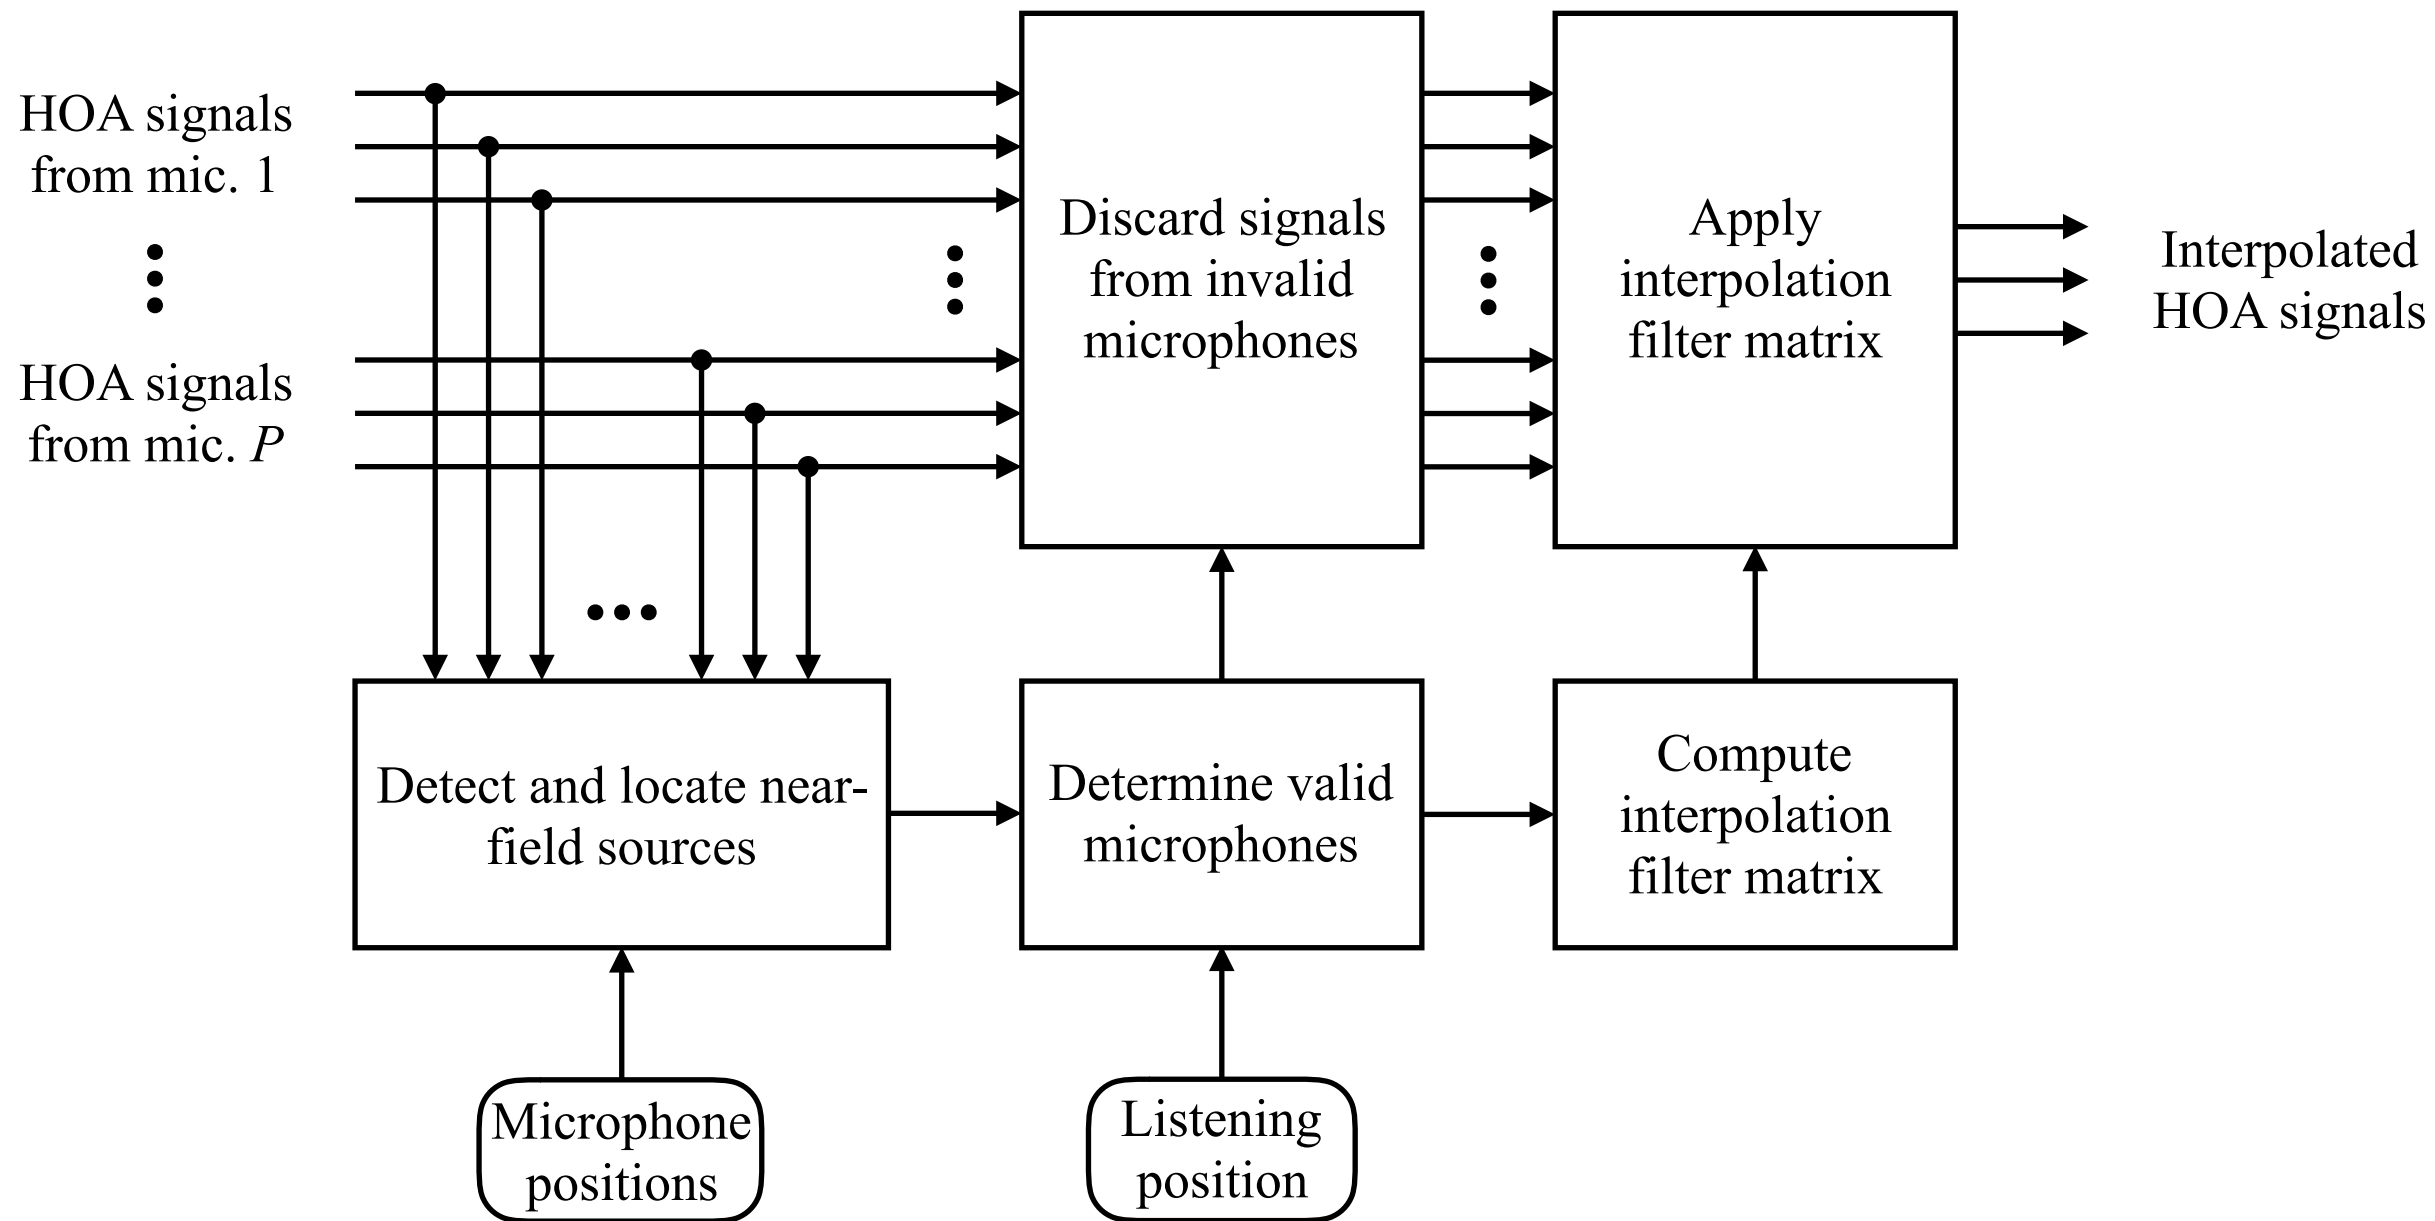 HOA signals
from mic. 1
HOA signals
from mic. P
Discard signals
from invalid
microphones
Apply
interpolation
filter matrix
Interpolated
HOA signals
Detect and locate near-
field sources
Determine valid
microphones
Compute
interpolation
filter matrix
Microphone
positions
Listening
position